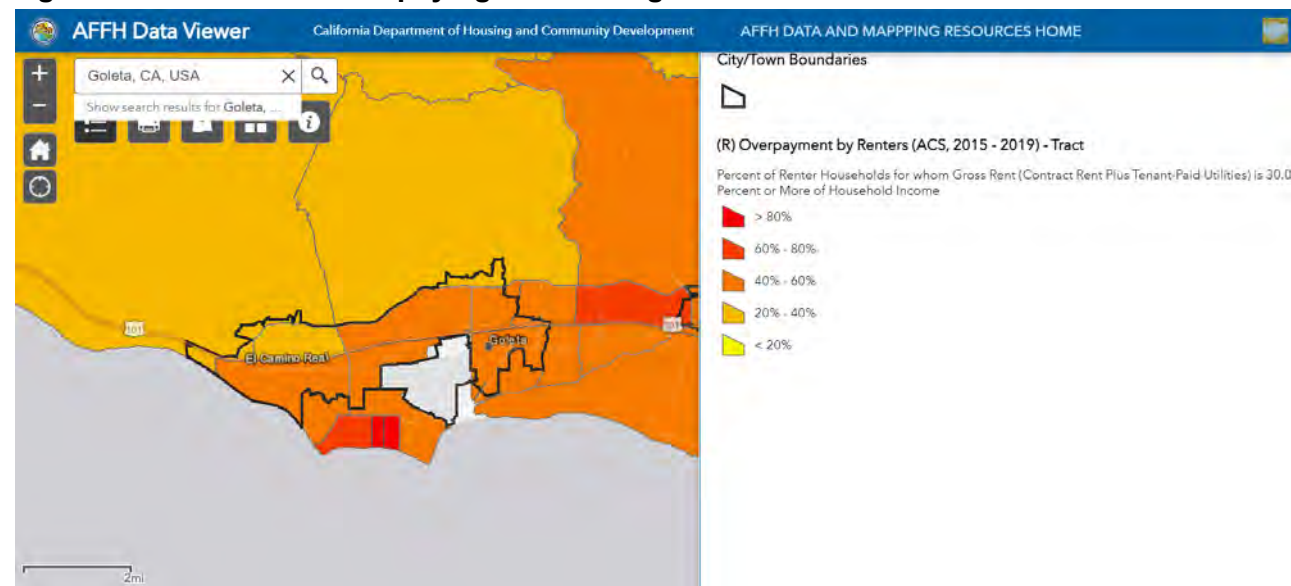 AFFH Data Viewer
California Department of Housing and Community Development
AFFH DATA AND MAPPPING RESOURCES HOME
Goleta, CA, USA
Show search results for Goleta, ...
101
El Camino Real
Goleta
101
2mi
City/Town Boundaries
(R) Overpayment by Renters (ACS, 2015 - 2019) - Tract
Percent of Renter Households for whom Gross Rent (Contract Rent Plus Tenant-Paid Utilities) is 30.0
Percent or More of Household Income
> 80%
60% - 80%
40% - 60%
20% - 40%
< 20%